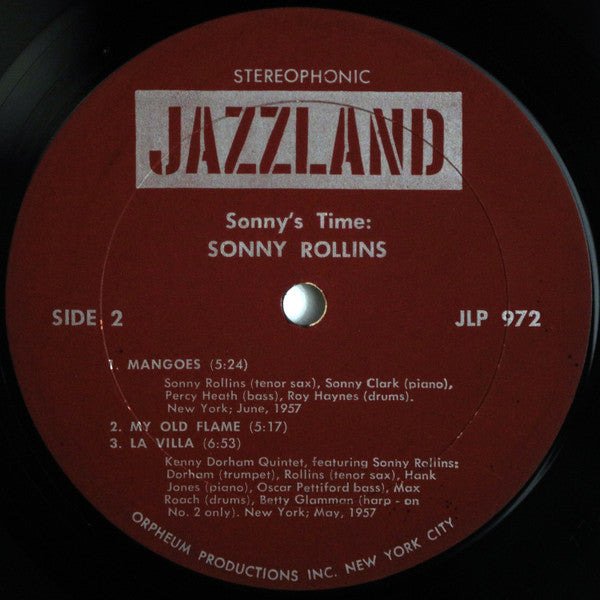 STEREOPHONIC
JAZZLAND
Sonny's Time:
SONNY ROLLINS
SIDE 2
JLP 972
1. MANGOES (5:24)
Sonny Rollins (tenor sax), Sonny Clark (piano),
Percy Heath (bass), Roy Haynes (drums).
New York; June, 1957
2. MY OLD FLAME (5:17)
3. LA VILLA (6:53)
Kenny Dorham Quintet, featuring Sonny Rollins:
Dorham (trumpet), Rollins (tenor sax), Hank
Jones (piano), Oscar Pettiford bass), Max
Roach (drums), Betty Glamman (harp - on
No. 2 only). New York; May, 1957
ORPHEUM PRODUCTIONS INC. NEW YORK CITY